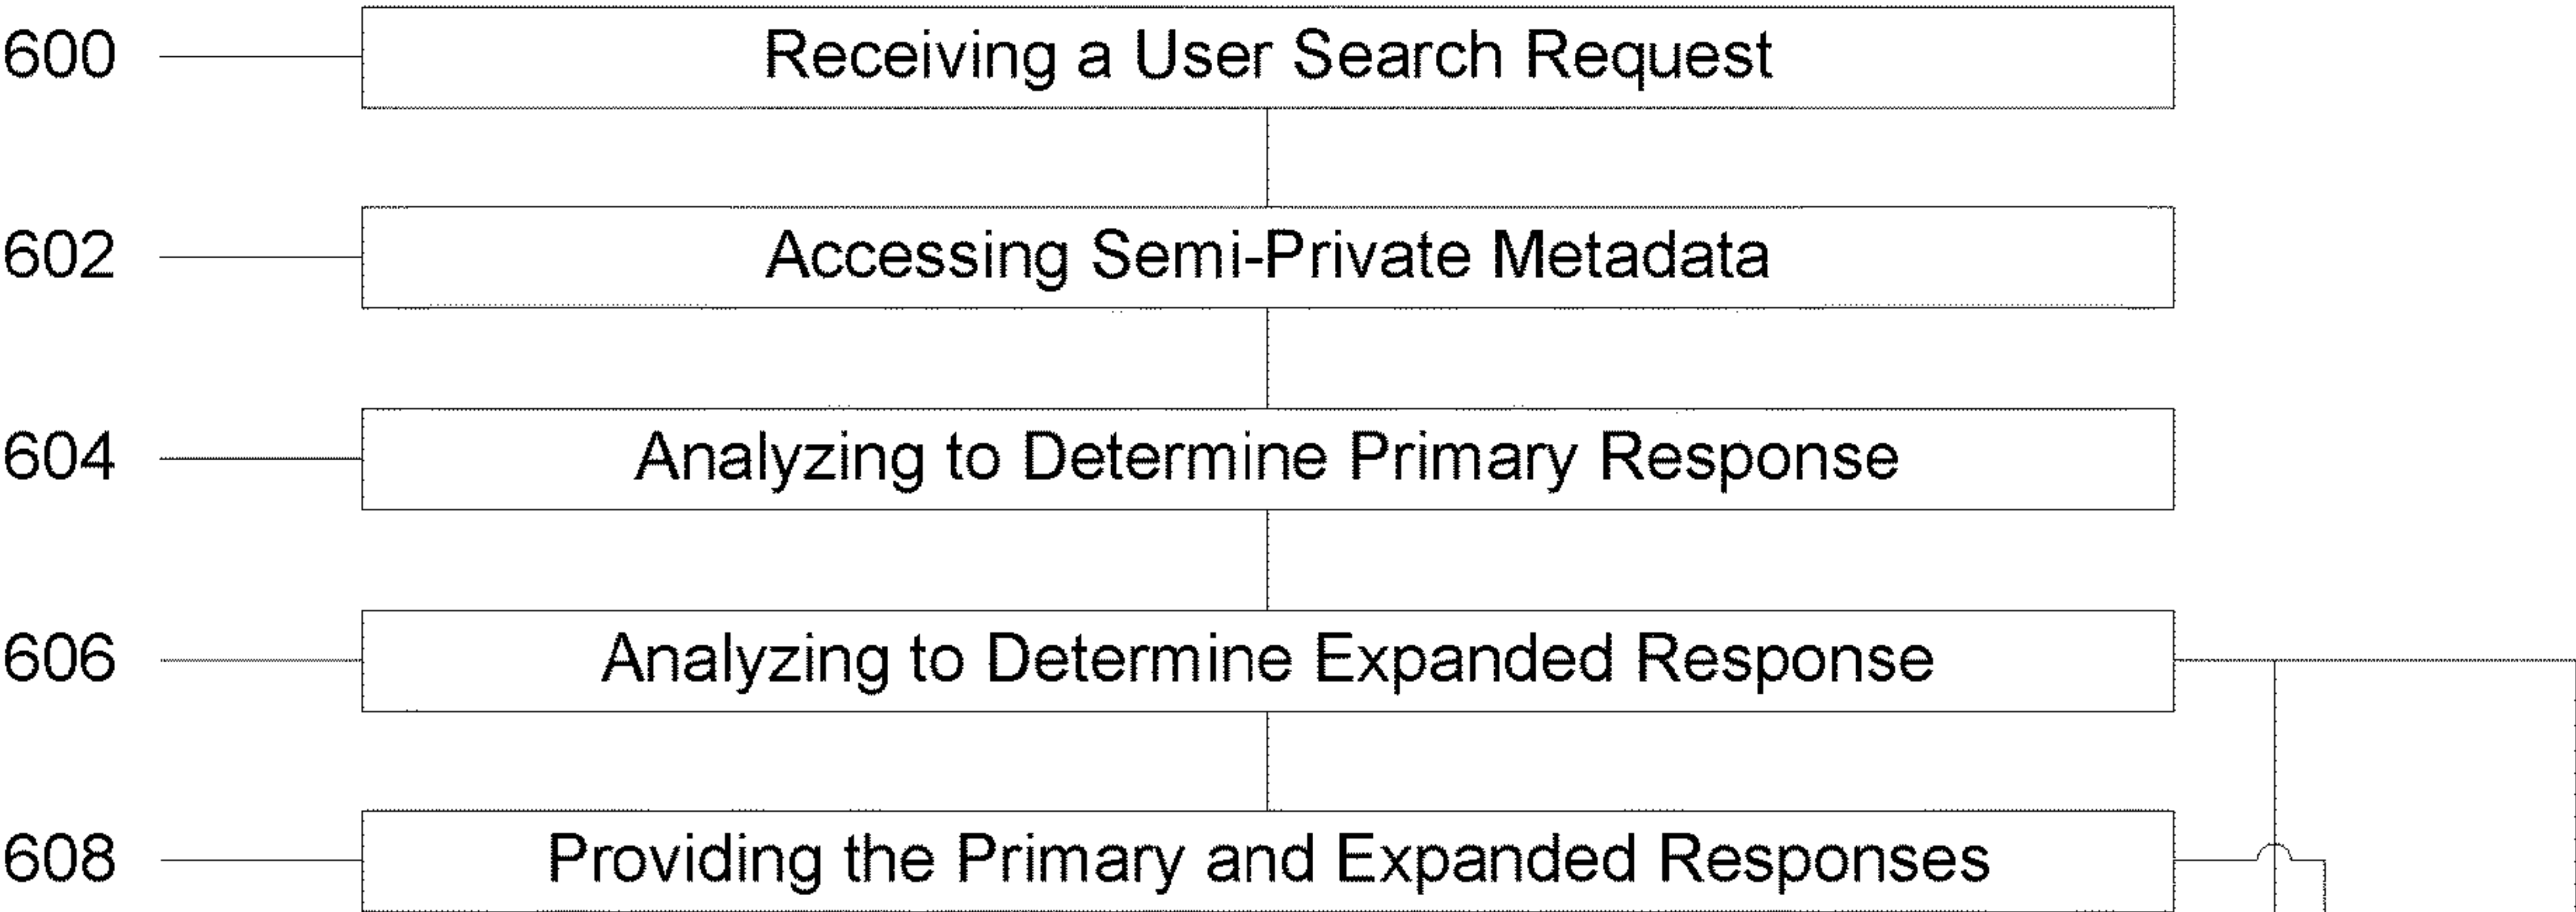 600 Receiving a User Search Request
602 Accessing Semi-Private Metadata
604 Analyzing to Determine Primary Response
606 Analyzing to Determine Expanded Response
608 Providing the Primary and Expanded Responses